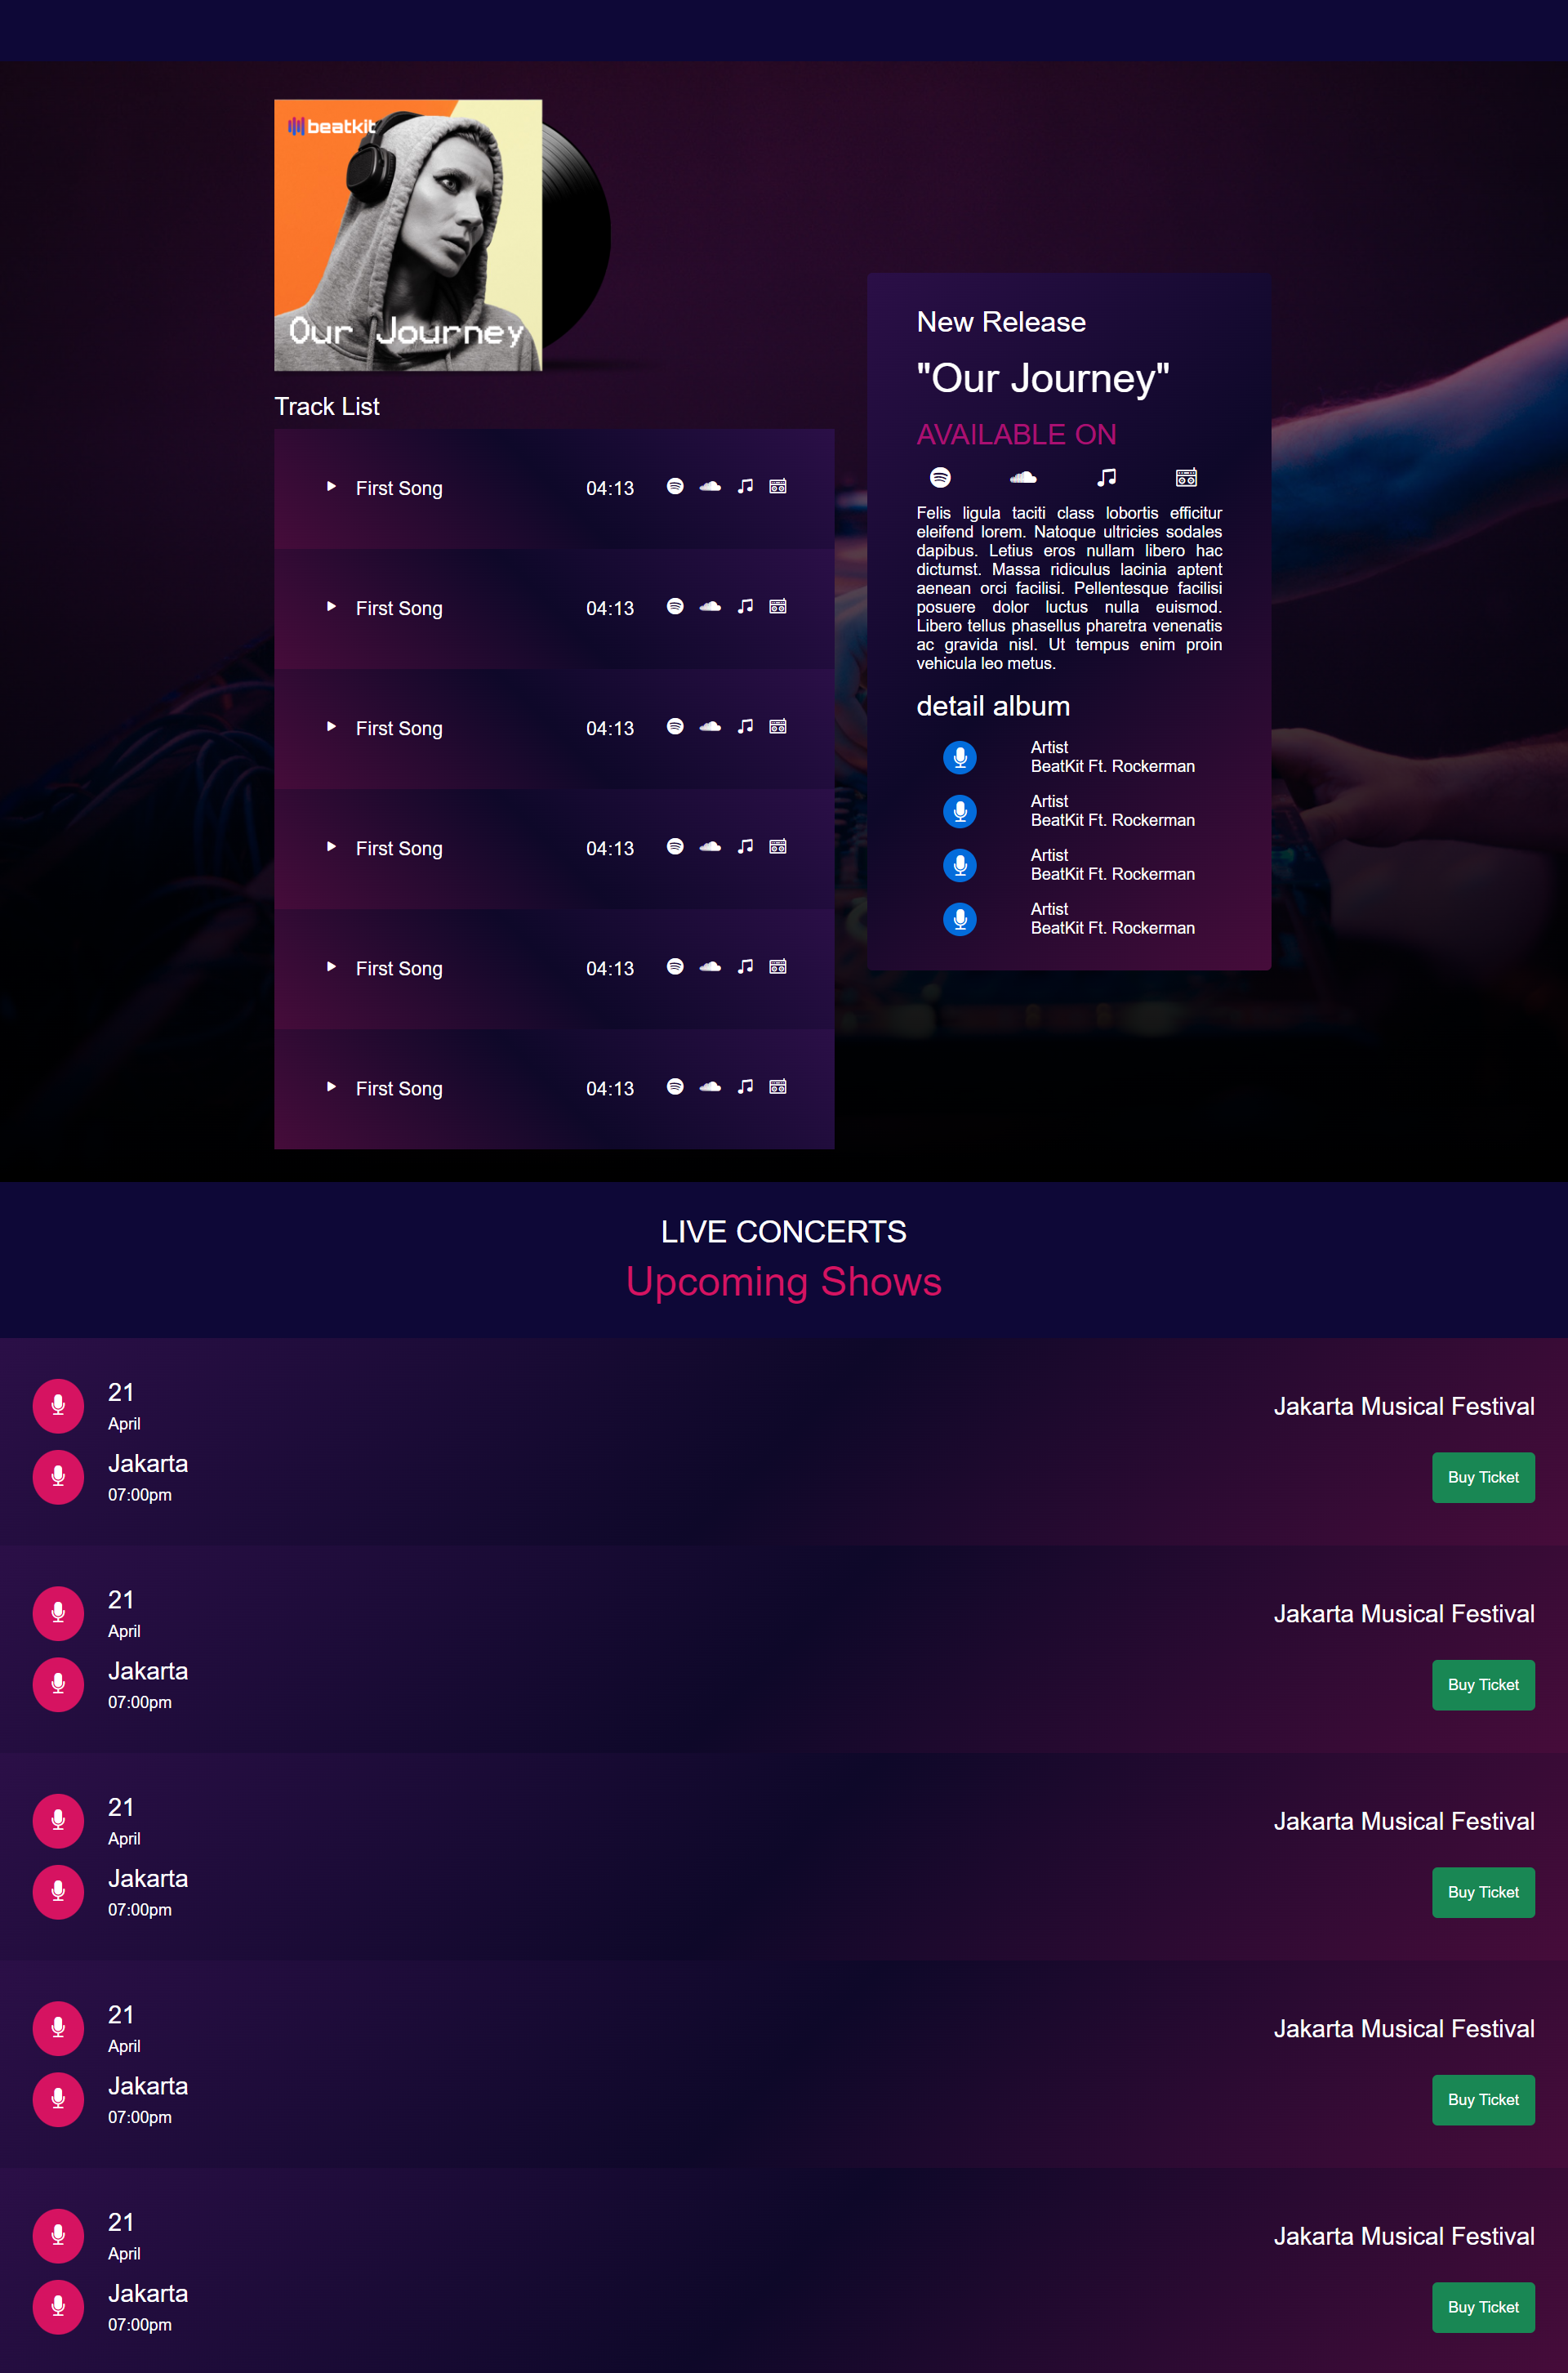 beatkit
Our Journey
Track List
First Song 04:13
First Song 04:13
First Song 04:13
First Song 04:13
First Song 04:13
First Song 04:13
New Release
"Our Journey"
AVAILABLE ON
Felis ligula taciti class lobortis efficitur
eleifend lorem. Natoque ultricies sodales
dapibus. Letius eros nullam libero hac
dictumst. Massa ridiculus lacinia aptent
aenean orci facilisi. Pellentesque facilisi
posuere dolor luctus nulla euismod.
Libero tellus phasellus pharetra venenatis
ac gravida nisl. Ut tempus enim proin
vehicula leo metus.
detail album
Artist
BeatKit Ft. Rockerman
Artist
BeatKit Ft. Rockerman
Artist
BeatKit Ft. Rockerman
Artist
BeatKit Ft. Rockerman
LIVE CONCERTS
Upcoming Shows
21
April
Jakarta Musical Festival
Jakarta
07:00pm
Buy Ticket
21
April
Jakarta Musical Festival
Jakarta
07:00pm
Buy Ticket
21
April
Jakarta Musical Festival
Jakarta
07:00pm
Buy Ticket
21
April
Jakarta Musical Festival
Jakarta
07:00pm
Buy Ticket
21
April
Jakarta Musical Festival
Jakarta
07:00pm
Buy Ticket